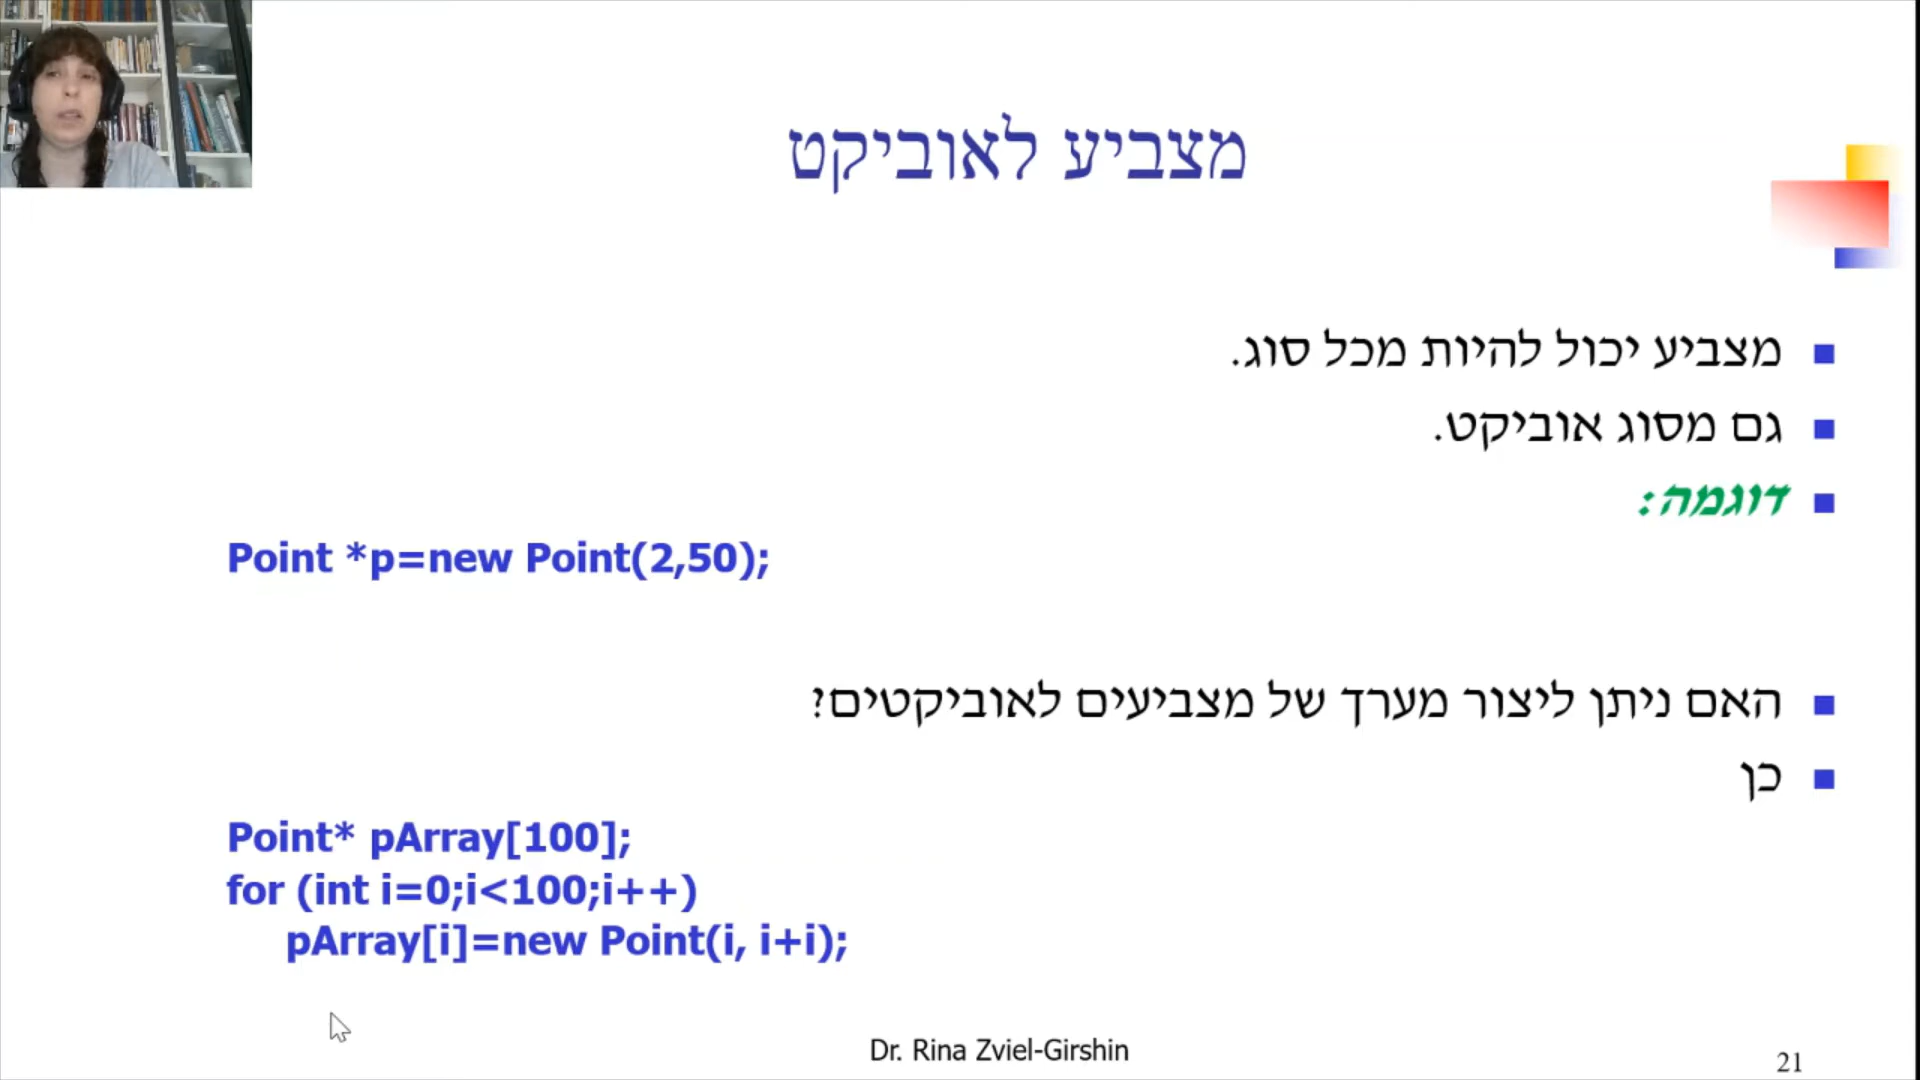 מצביע לאוביקט
מצביע יכול להיות מכל סוג.
גם מסוג אוביקט.
דוגמה:
Point *p=new Point(2,50);
האם ניתן ליצור מערך של מצביעים לאוביקטים?
כן
Point* pArray[100];
for (int i=0;i<100;i++)
pArray[i]=new Point(i, i+i);
Dr. Rina Zviel-Girshin
21